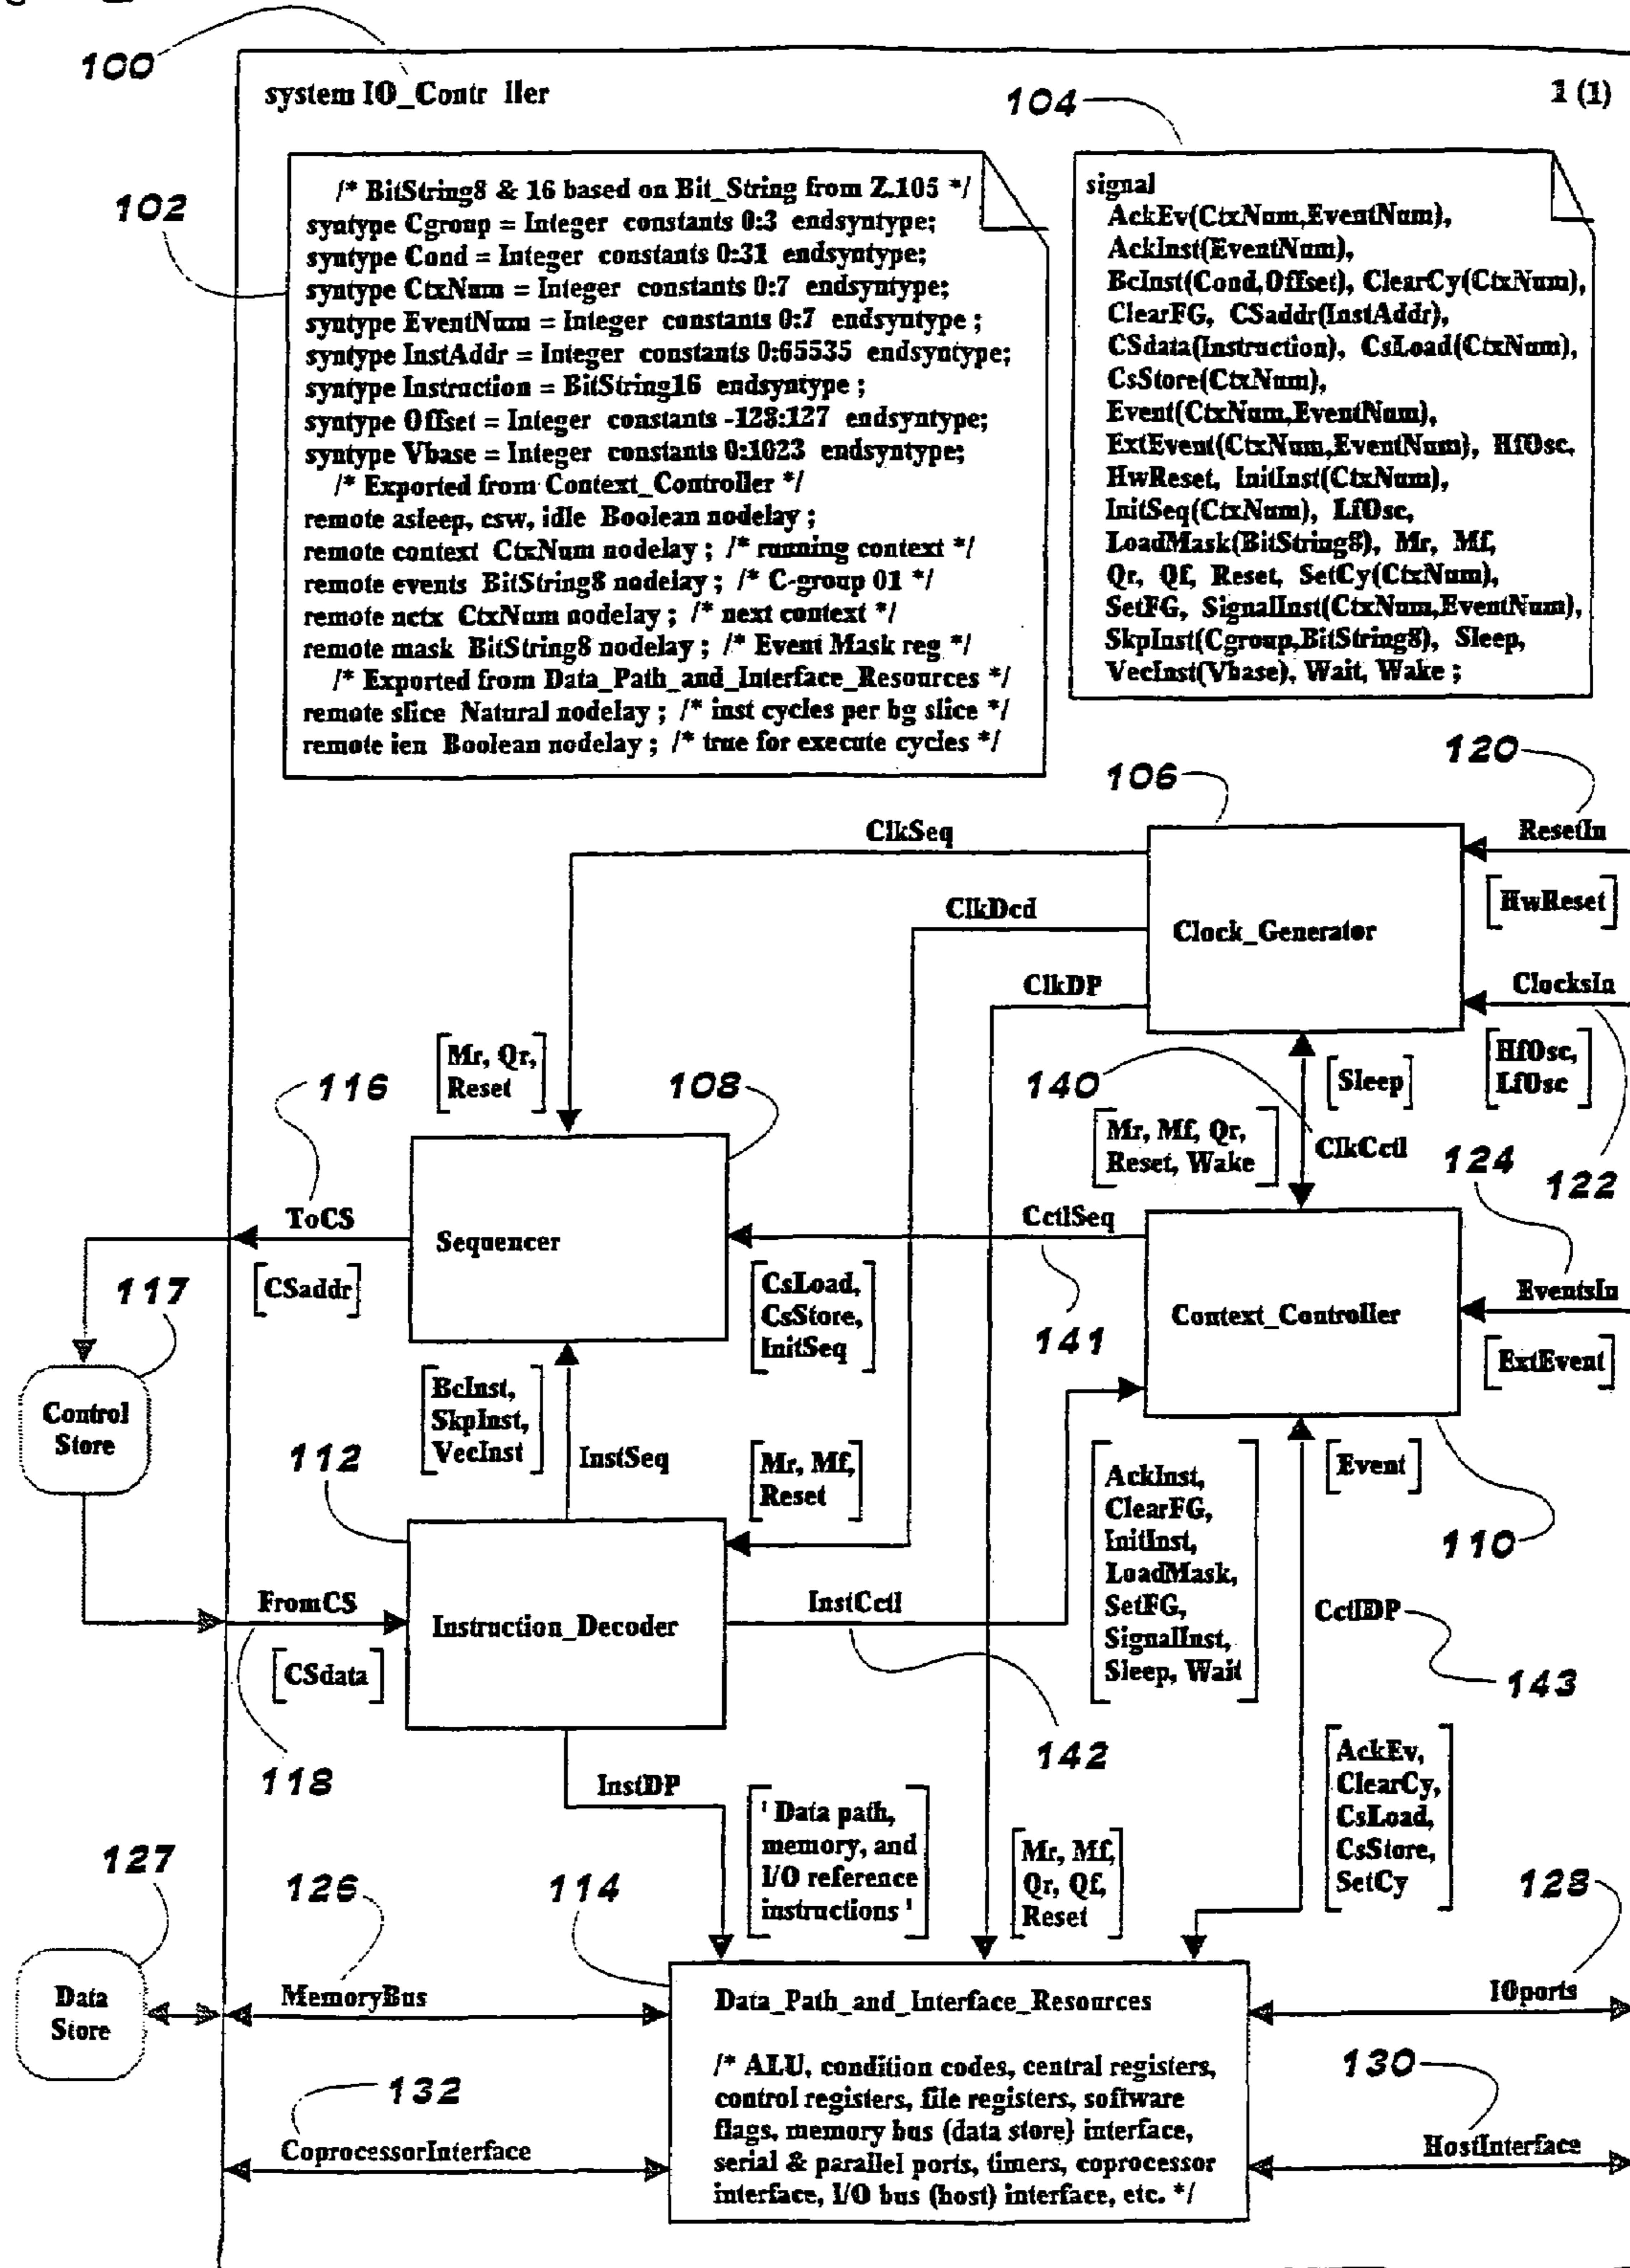 100
system IO_Contr ller
1 (1)
102
/* BitString8 & 16 based on Bit_String from Z.105 */
syntype Cgroup = Integer constants 0:3 endsyntype;
syntype Cond = Integer constants 0:31 endsyntype;
syntype CtxNum = Integer constants 0:7 endsyntype;
syntype EventNum = Integer constants 0:7 endsyntype ;
syntype InstAddr = Integer constants 0:65535 endsyntype;
syntype Instruction = BitString16 endsyntype ;
syntype Offset = Integer constants -128:127 endsyntype;
syntype Vbase = Integer constants 0:1023 endsyntype;
/* Exported from Context_Controller */
remote asleep, csw, idle Boolean nodelay ;
remote context CtxNum nodelay ; /* running context */
remote events BitString8 nodelay ; /* C-group 01 */
remote nctx CtxNum nodelay ; /* next context */
remote mask BitString8 nodelay ; /* Event Mask reg */
/* Exported from Data_Path_and_Interface_Resources */
remote slice Natural nodelay ; /* inst cycles per bg slice */
remote ien Boolean nodelay ; /* true for execute cycles */
104
signal
AckEv(CtxNum,EventNum),
AckInst(EventNum),
BcInst(Cond,Offset), ClearCy(CtxNum),
ClearFG, CSaddr(InstAddr),
CSdata(Instruction), CsLoad(CtxNum),
CsStore(CtxNum),
Event(CtxNum,EventNum),
ExtEvent(CtxNum,EventNum), HfOsc,
HwReset, InitInst(CtxNum),
InitSeq(CtxNum), LfOsc,
LoadMask(BitString8), Mr, Mf,
Qr, Qf, Reset, SetCy(CtxNum),
SetFG, SignalInst(CtxNum,EventNum),
SkpInst(Cgroup,BitString8), Sleep,
VecInst(Vbase), Wait, Wake ;
106
120
ClkSeq
ResetIn
[HwReset]
ClkDcd
Clock_Generator
ClkDP
ClocksIn
[HfOsc,
LfOsc]
122
[Mr, Qr,
Reset]
116
108
140
[Sleep]
[Mr, Mf, Qr,
Reset, Wake]
ClkCctl
124
ToCS
[CSaddr]
Sequencer
CctlSeq
[CsLoad,
CsStore,
InitSeq]
141
Context_Controller
EventsIn
[ExtEvent]
117
Control
Store
112
[BcInst,
SkpInst,
VecInst]
InstSeq
[Mr, Mf,
Reset]
[AckInst,
ClearFG,
InitInst,
LoadMask,
SetFG,
SignalInst,
Sleep, Wait]
[Event]
110
FromCS
[CSdata]
118
Instruction_Decoder
InstCctl
142
CctlDP
143
InstDP
[' Data path,
memory, and
I/O reference
instructions ']
[Mr, Mf,
Qr, Qf,
Reset]
[AckEv,
ClearCy,
CsLoad,
CsStore,
SetCy]
127
126
114
128
Data
Store
MemoryBus
Data_Path_and_Interface_Resources
IOports
/* ALU, condition codes, central registers,
control registers, file registers, software
flags, memory bus (data store) interface,
serial & parallel ports, timers, coprocessor
interface, I/O bus (host) interface, etc. */
132
CoprocessorInterface
130
HostInterface